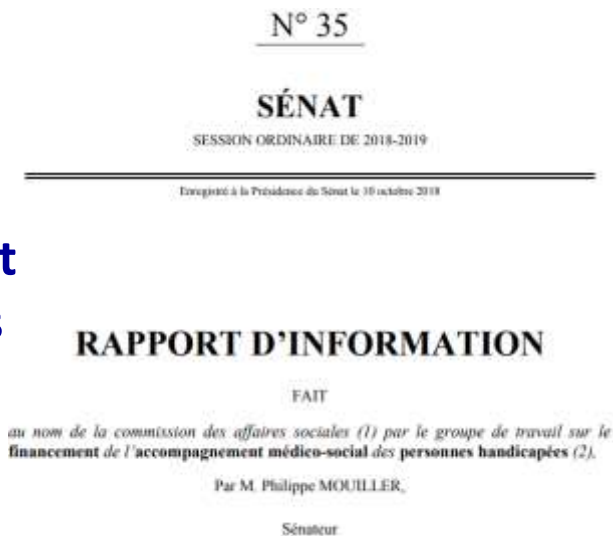 N° 35
SÉNAT
SESSION ORDINAIRE DE 2018-2019
Enregistré à la Présidence du Sénat le 10 octobre 2018
t
s
RAPPORT D'INFORMATION
FAIT
au nom de la commission des affaires sociales (1) par le groupe de travail sur le
financement de l'accompagnement médico-social des personnes handicapées (2),
Par M. Philippe MOUILLER,
Sénateur